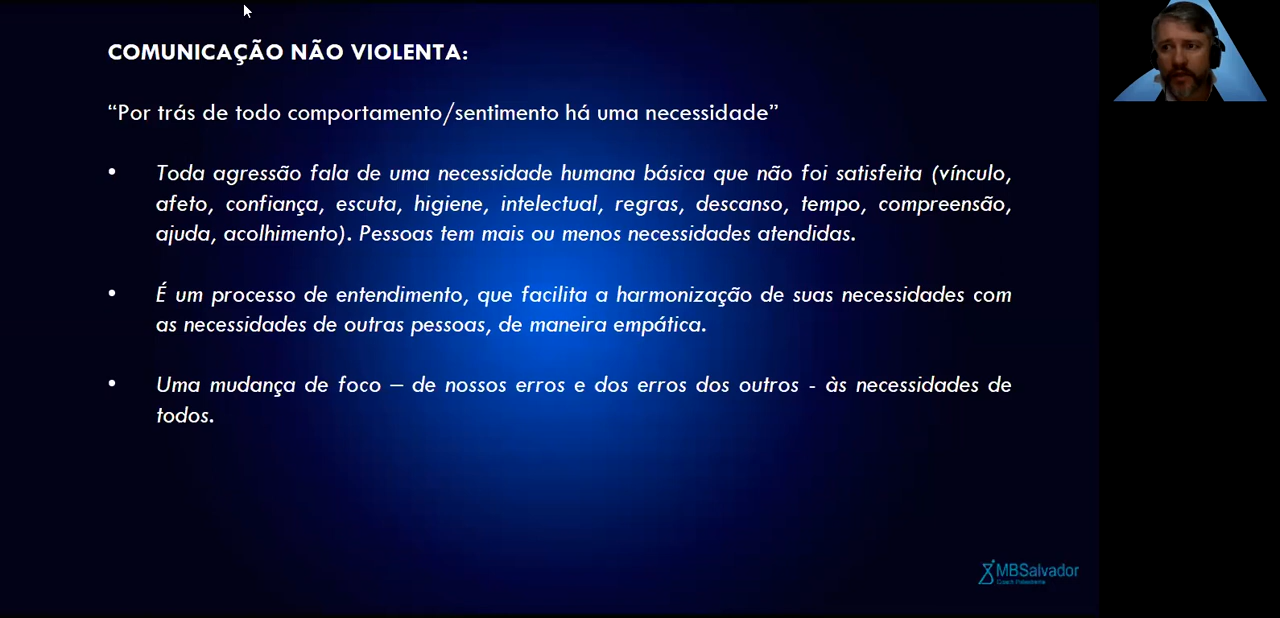 COMUNICAÇÃO NÃO VIOLENTA:
“Por trás de todo comportamento/sentimento há uma necessidade”
• Toda agressão fala de uma necessidade humana básica que não foi satisfeita (vínculo,
afeto, confiança, escuta, higiene, intelectual, regras, descanso, tempo, compreensão,
ajuda, acolhimento). Pessoas tem mais ou menos necessidades atendidas.
• É um processo de entendimento, que facilita a harmonização de suas necessidades com
as necessidades de outras pessoas, de maneira empática.
• Uma mudança de foco – de nossos erros e dos erros dos outros - às necessidades de
todos.
MBSalvador